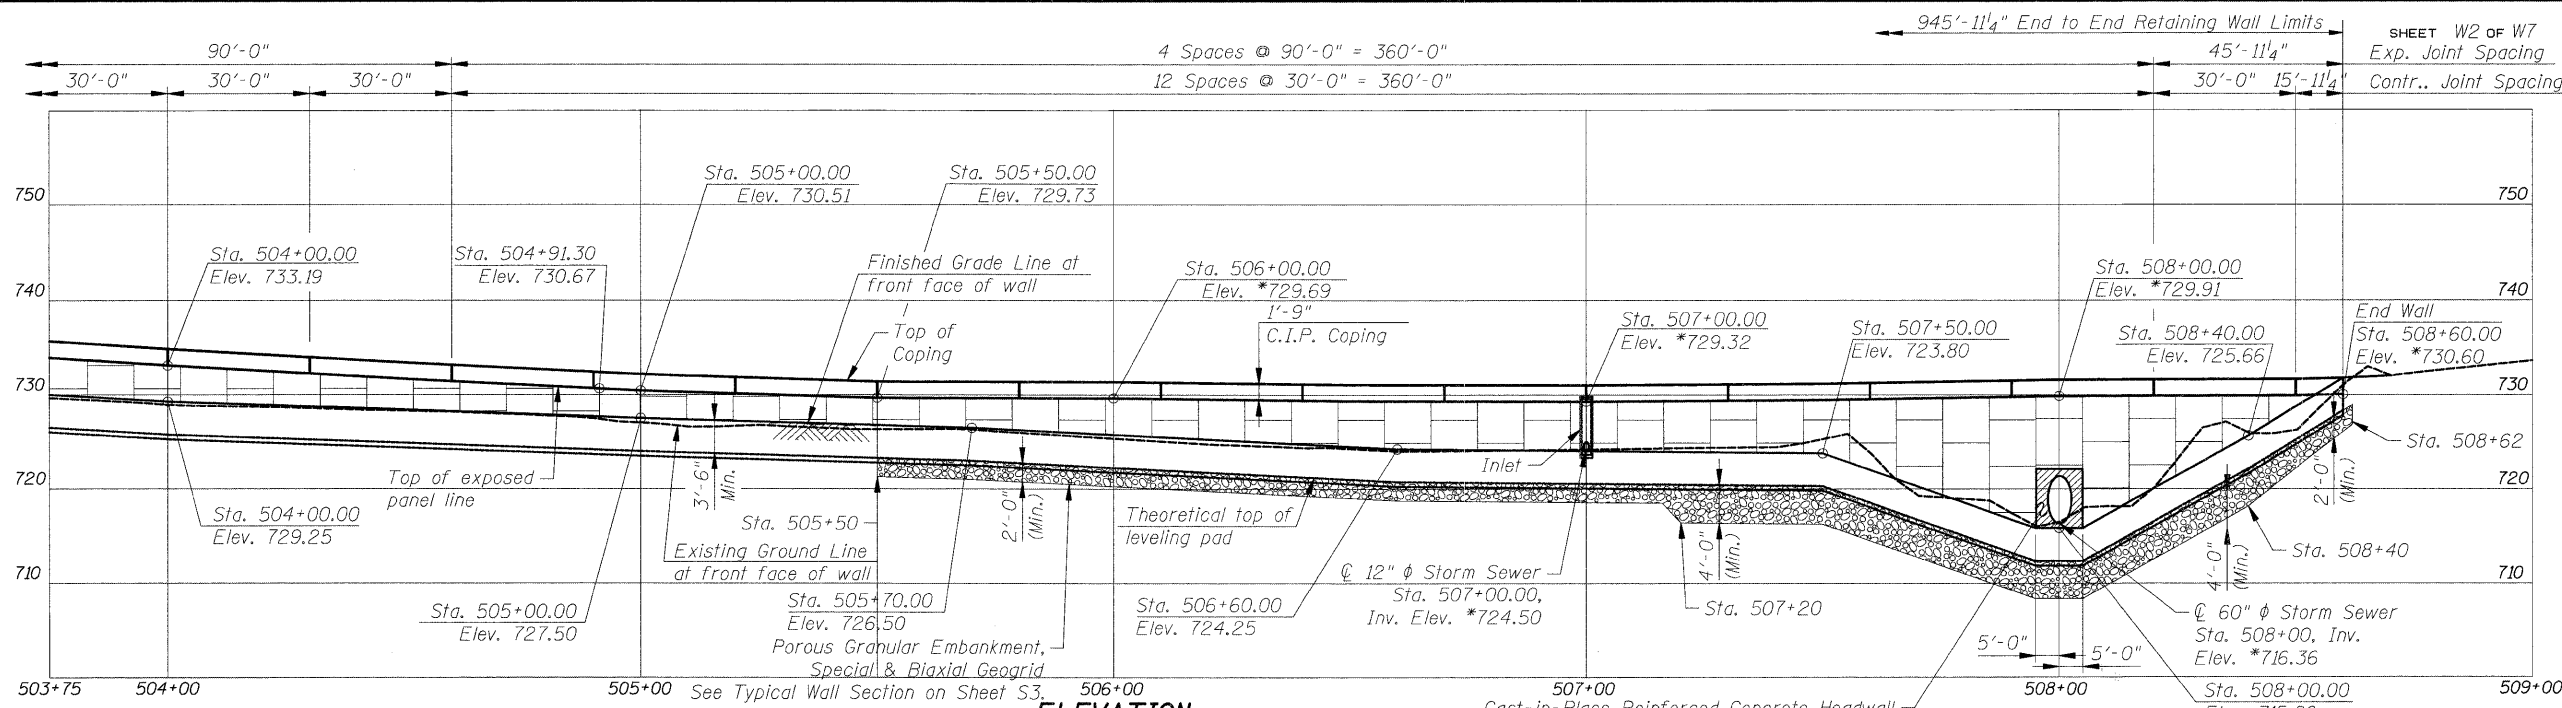 945'-11¼" End to End Retaining Wall Limits
SHEET W2 OF W7
90'-0"
4 Spaces @ 90'-0" = 360'-0"
45'-11¼"
Exp. Joint Spacing
30'-0"
30'-0"
30'-0"
12 Spaces @ 30'-0" = 360'-0"
30'-0"
15'-11¼"
Contr.. Joint Spacing
750
750
740
740
730
730
720
720
710
710
Sta. 505+00.00
Elev. 730.51
Sta. 505+50.00
Elev. 729.73
Sta. 504+00.00
Elev. 733.19
Sta. 504+91.30
Elev. 730.67
Finished Grade Line at
front face of wall
Top of
Coping
Sta. 506+00.00
Elev. *729.69
1'-9"
C.I.P. Coping
Sta. 507+00.00
Elev. *729.32
Sta. 507+50.00
Elev. 723.80
Sta. 508+00.00
Elev. *729.91
Sta. 508+40.00
Elev. 725.66
End Wall
Sta. 508+60.00
Elev. *730.60
Top of exposed
panel line
3'-6"
Min.
Inlet
Sta. 508+62
2'-0"
(Min.)
Sta. 504+00.00
Elev. 729.25
Sta. 505+50
2'-0"
(Min.)
Theoretical top of
leveling pad
4'-0"
(Min.)
4'-0"
(Min.)
Sta. 508+40
Existing Ground Line
at front face of wall
Sta. 505+00.00
Elev. 727.50
Sta. 505+70.00
Elev. 726.50
Porous Granular Embankment,
Special & Biaxial Geogrid
See Typical Wall Section on Sheet S3.
Sta. 506+60.00
Elev. 724.25
℄ 12" ϕ Storm Sewer
Sta. 507+00.00,
Inv. Elev. *724.50
Sta. 507+20
5'-0"
5'-0"
℄ 60" ϕ Storm Sewer
Sta. 508+00, Inv.
Elev. *716.36
503+75
504+00
505+00
506+00
507+00
508+00
509+00
Sta. 508+00.00
ELEVATION
Cast-in-Place Reinforced Concrete Headwall